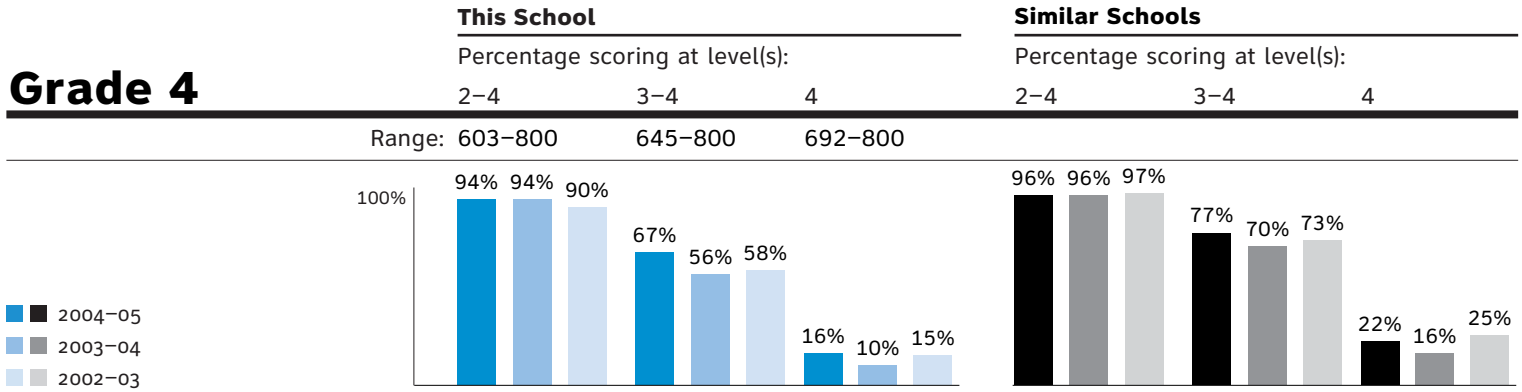 This School Similar Schools
Percentage scoring at level(s): Percentage scoring at level(s):
Grade 4 2–4 3–4 4 2–4 3–4 4
Range: 603–800 645–800 692–800
100%
94% 94% 90% 67% 56% 58% 16% 10% 15%
96% 96% 97% 77% 70% 73% 22% 16% 25%
2004–05
2003–04
2002–03